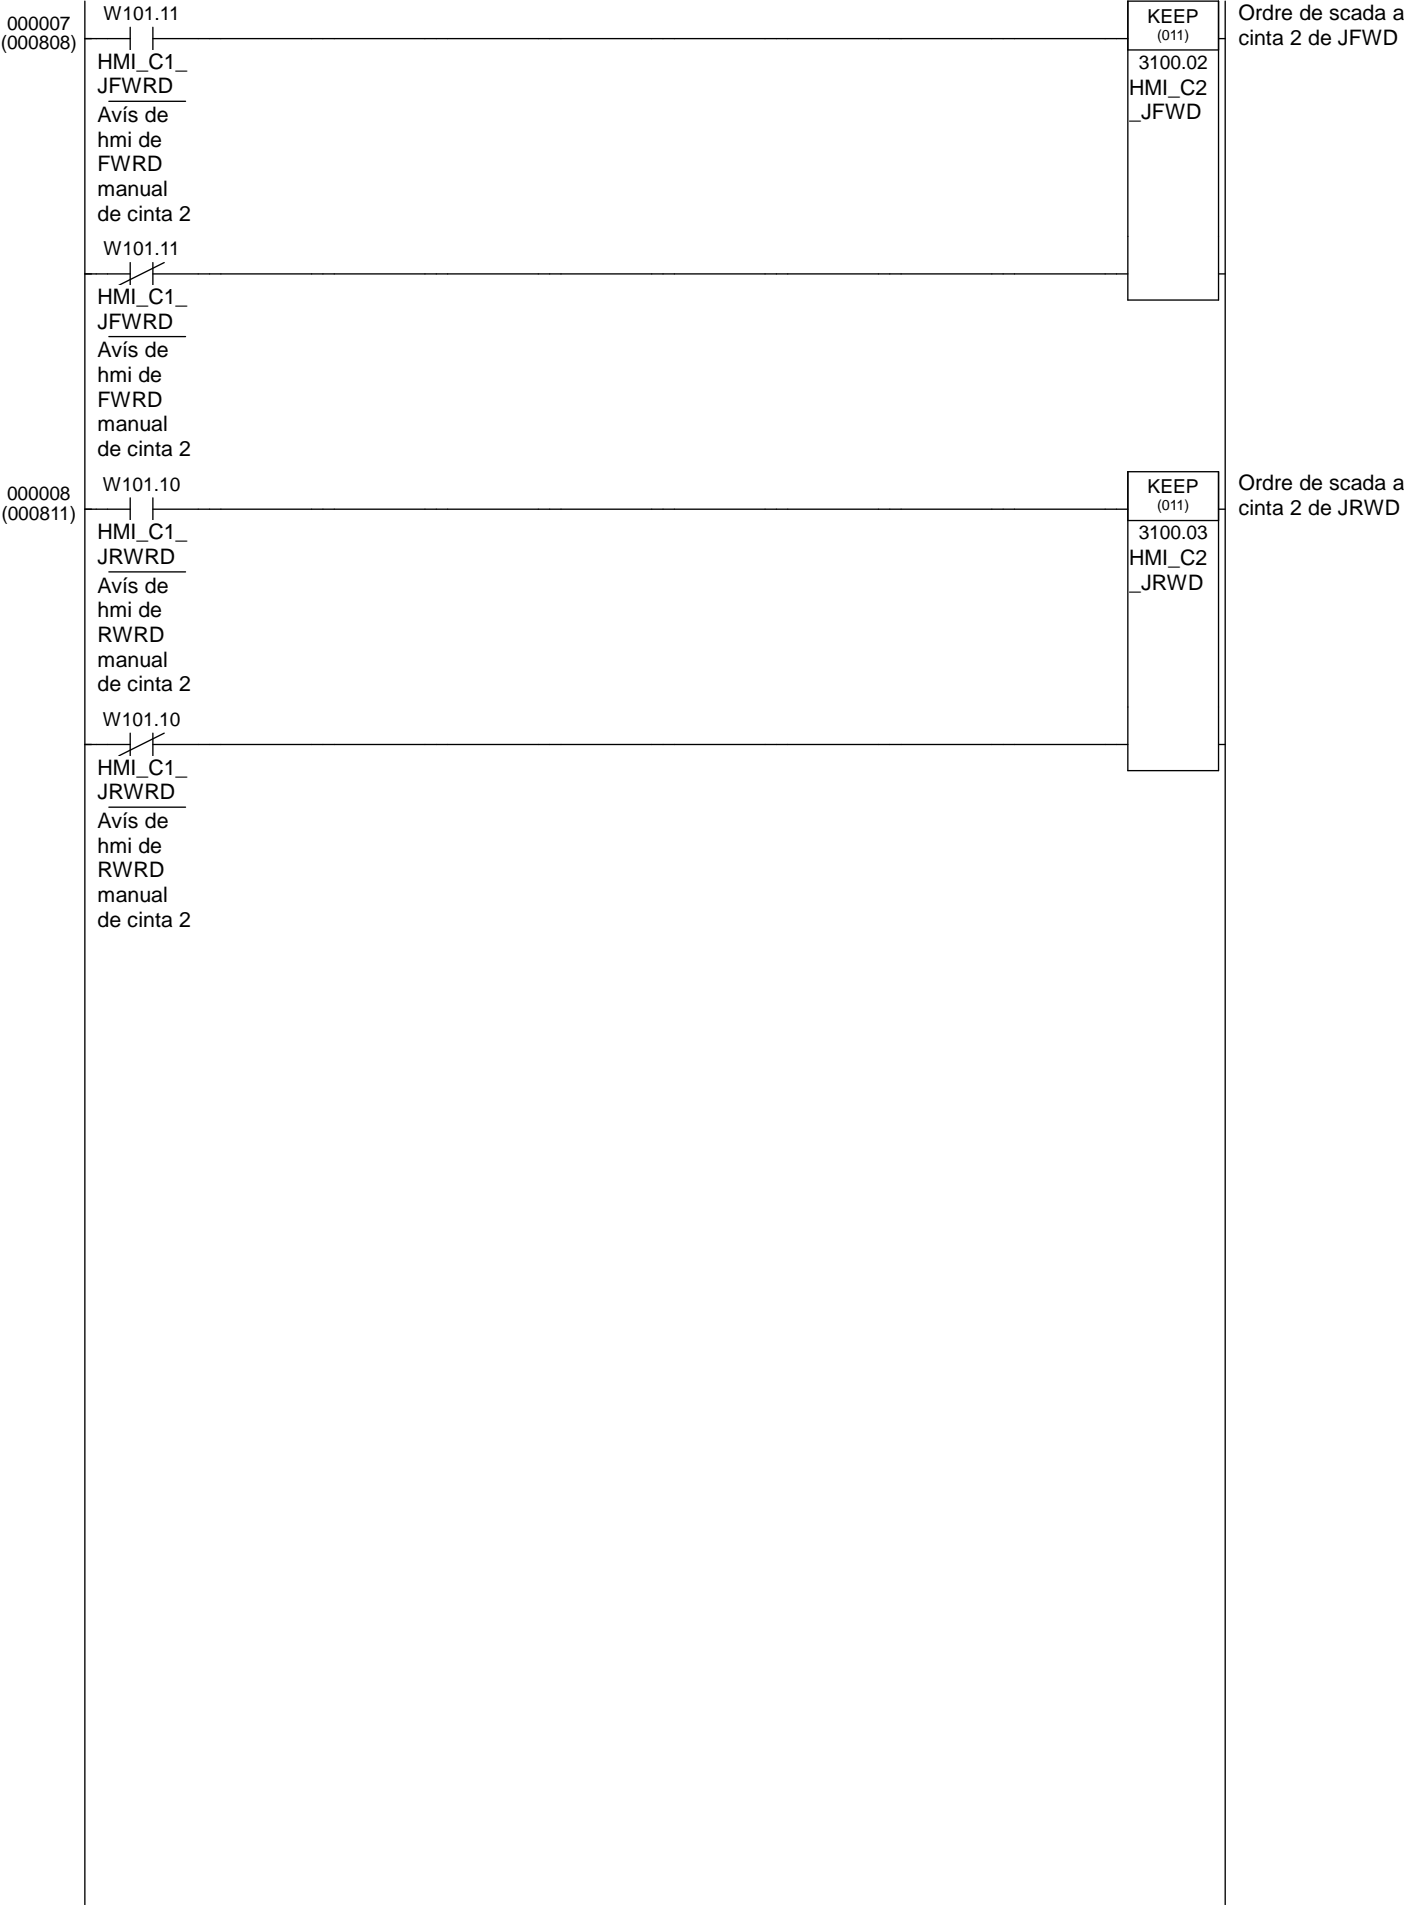 000007
(000808)
W101.11
HMI_C1_
JFWRD
Avís de
hmi de
FWRD
manual
de cinta 2
KEEP
(011)
3100.02
HMI_C2
_JFWD
Ordre de scada a
cinta 2 de JFWD
W101.11
HMI_C1_
JFWRD
Avís de
hmi de
FWRD
manual
de cinta 2
000008
(000811)
W101.10
HMI_C1_
JRWRD
Avís de
hmi de
RWRD
manual
de cinta 2
KEEP
(011)
3100.03
HMI_C2
_JRWD
Ordre de scada a
cinta 2 de JRWD
W101.10
HMI_C1_
JRWRD
Avís de
hmi de
RWRD
manual
de cinta 2